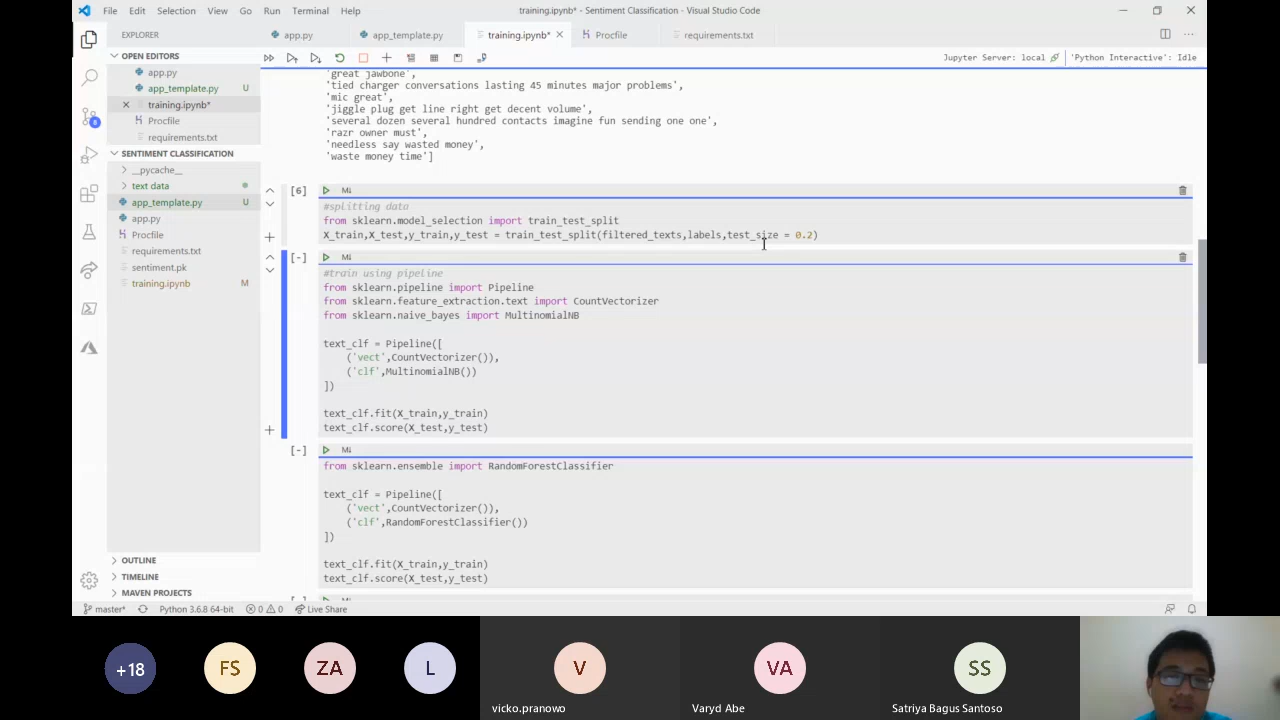 File Edit Selection View Go Run Terminal Help
training.ipynb* - Sentiment Classification - Visual Studio Code
EXPLORER
app.py
app_template.py
training.ipynb*
Procfile
requirements.txt
OPEN EDITORS
app.py
app_template.py U
training.ipynb*
Procfile
requirements.txt
SENTIMENT CLASSIFICATION
__pycache__
text data
app_template.py U
app.py
Procfile
requirements.txt
sentiment.pk
training.ipynb M
OUTLINE
TIMELINE
MAVEN PROJECTS
8
Jupyter Server: local
'Python Interactive': Idle
'great jawbone',
'tied charger conversations lasting 45 minutes major problems',
'mic great',
'jiggle plug get line right get decent volume',
'several dozen several hundred contacts imagine fun sending one one',
'razr owner must',
'needless say wasted money',
'waste money time']
[6]
M↓
#splitting data
from sklearn.model_selection import train_test_split
X_train,X_test,y_train,y_test = train_test_split(filtered_texts,labels,test_size = 0.2)
[-]
M↓
#train using pipeline
from sklearn.pipeline import Pipeline
from sklearn.feature_extraction.text import CountVectorizer
from sklearn.naive_bayes import MultinomialNB
text_clf = Pipeline([
('vect',CountVectorizer()),
('clf',MultinomialNB())
])
text_clf.fit(X_train,y_train)
text_clf.score(X_test,y_test)
[-]
M↓
from sklearn.ensemble import RandomForestClassifier
text_clf = Pipeline([
('vect',CountVectorizer()),
('clf',RandomForestClassifier())
])
text_clf.fit(X_train,y_train)
text_clf.score(X_test,y_test)
master*
Python 3.6.8 64-bit
0
0
Live Share
+18
FS
ZA
L
V
VA
SS
vicko.pranowo
Varyd Abe
Satriya Bagus Santoso